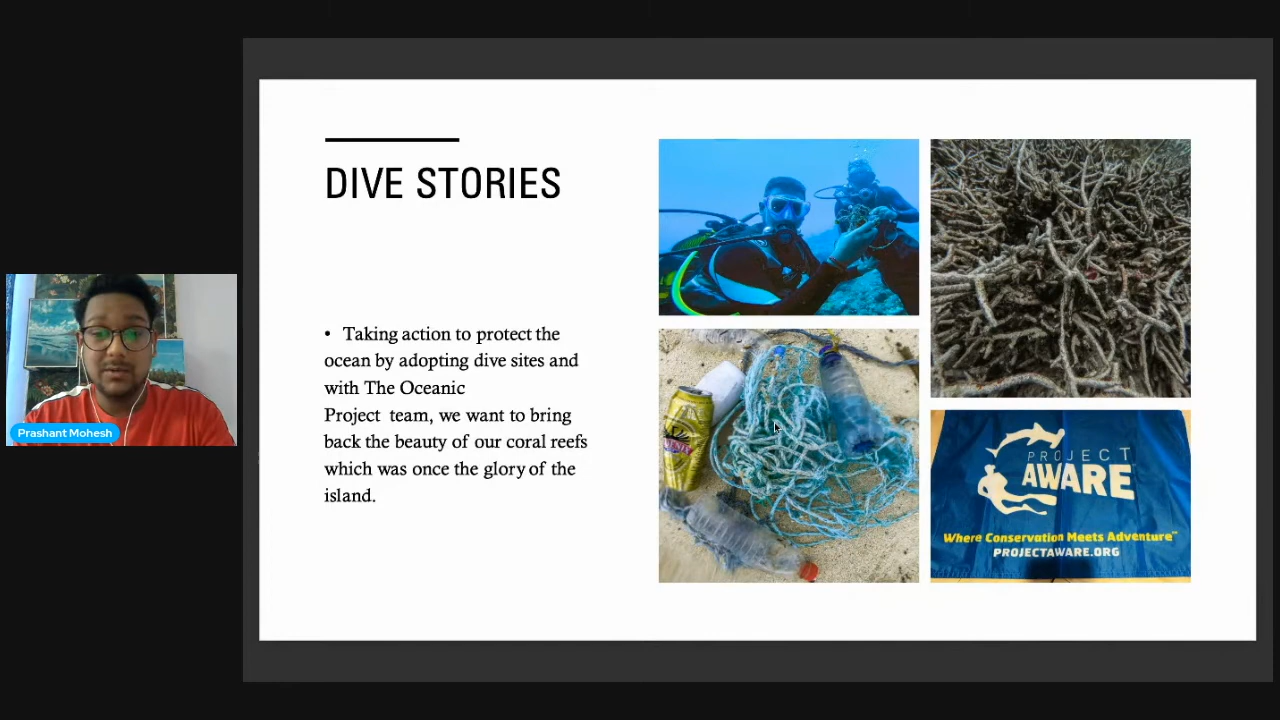 DIVE STORIES
• Taking action to protect the
ocean by adopting dive sites and
with The Oceanic
Project team, we want to bring
back the beauty of our coral reefs
which was once the glory of the
island.
PROJECT
AWARE
Where Conservation Meets Adventure™
PROJECTAWARE.ORG
Prashant Mohesh